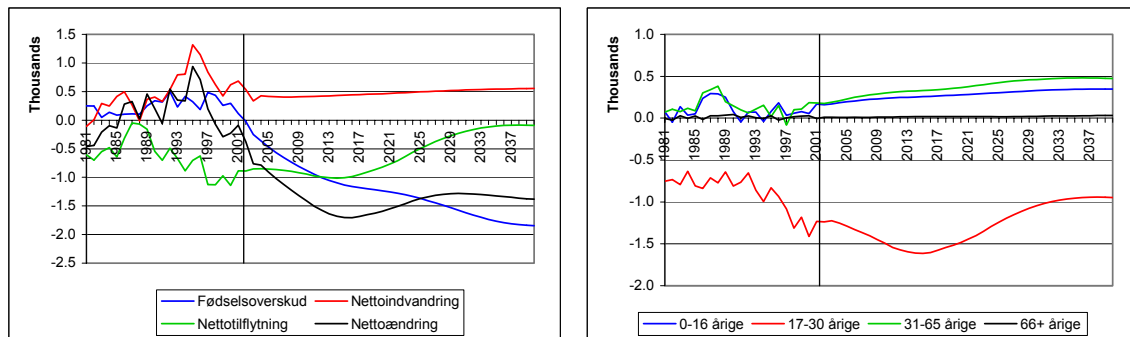 Thousands
1.5
1.0
0.5
0.0
-0.5
-1.0
-1.5
-2.0
-2.5
1981 1985 1989 1993 1997 2001 2005 2009 2013 2017 2021 2025 2029 2033 2037
Fødselsoverskud Nettoindvandring
Nettotilflytning Nettoændring
Thousands
1.0
0.5
0.0
-0.5
-1.0
-1.5
-2.0
1981 1985 1989 1993 1997 2001 2005 2009 2013 2017 2021 2025 2029 2033 2037
0-16 årige 17-30 årige 31-65 årige 66+ årige